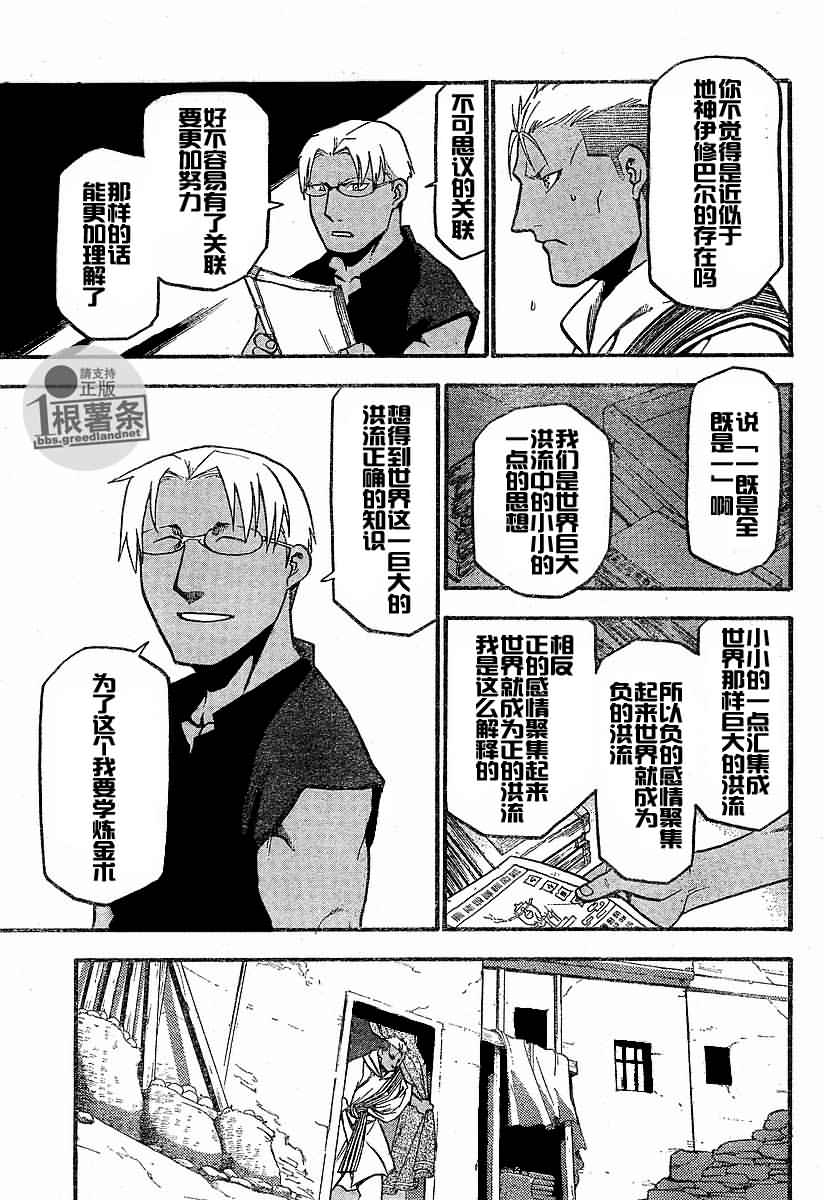 你不觉得是近似于
地神伊修巴尔
的存在吗
不可思议的关联
好不容易有了关联
要更加努力
那样的话
能更加理解了
说「一既是全
既是一」啊
我们是世界巨大
洪流中的小小的
一点的思想
小小的一点汇集成
世界那样巨大的洪流
所以负的感情聚集
起来世界就成为
负的洪流
相反
正的感情聚集起来
世界就成为正的洪流
我是这么解释的
想得到世界这一巨大的
洪流正确的知识
为了这个我要学炼金术
請支持
正版
1根薯条
bbs.greedland.net